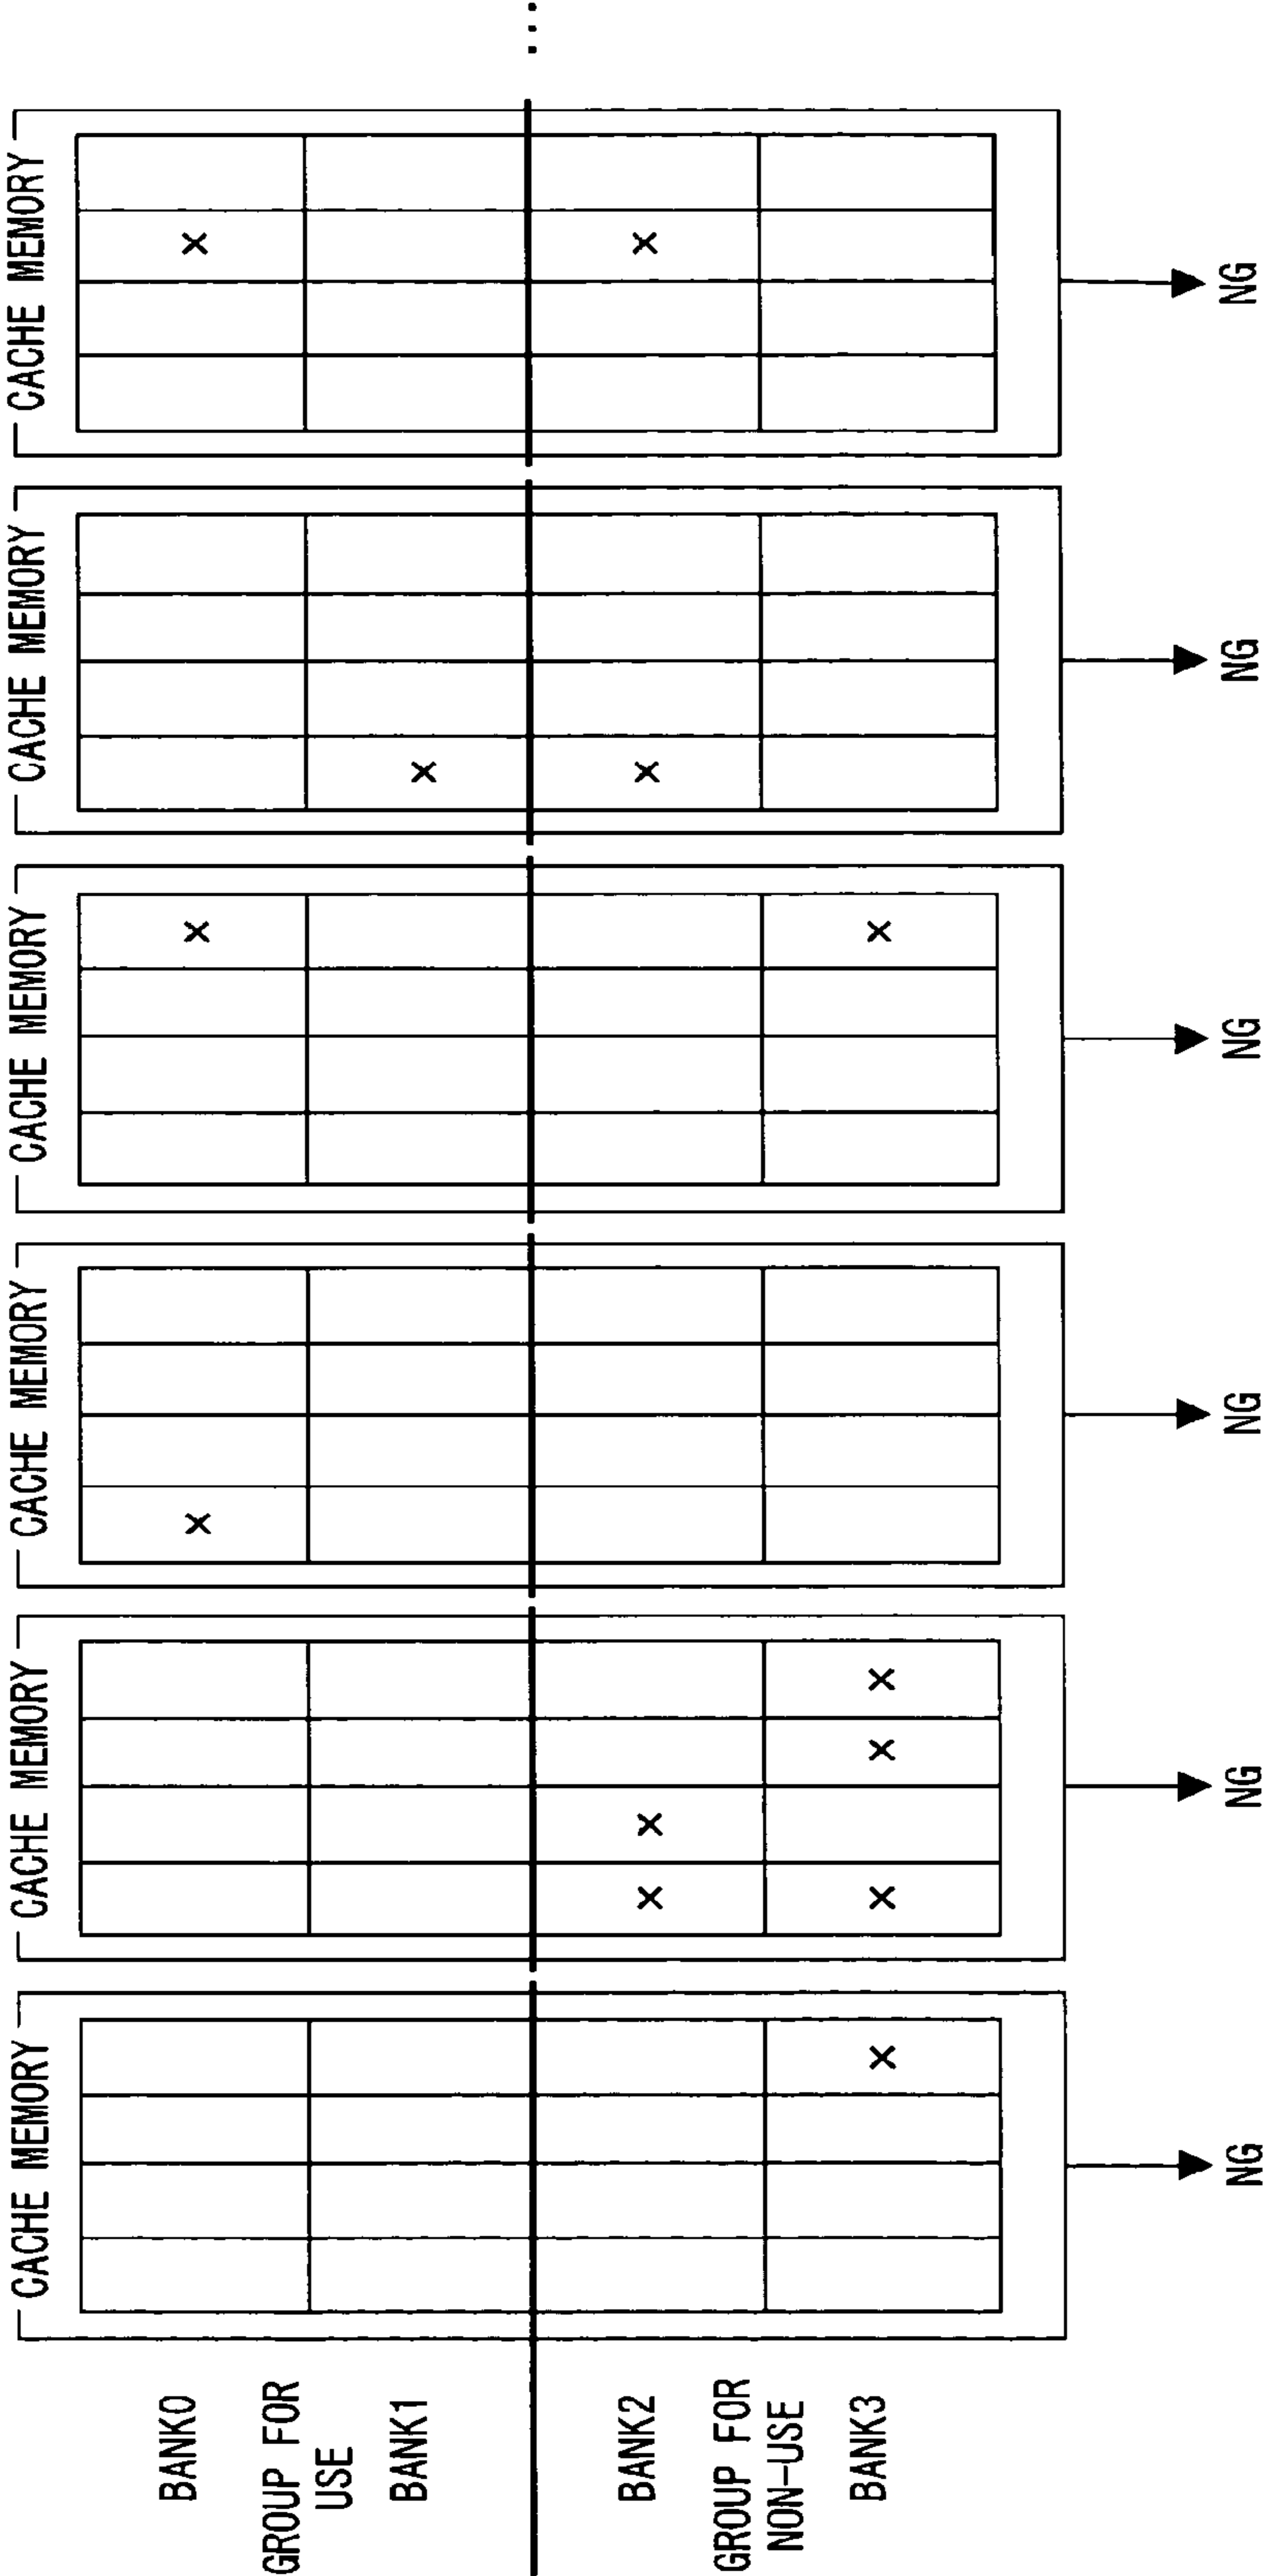 CACHE MEMORY CACHE MEMORY CACHE MEMORY CACHE MEMORY CACHE MEMORY CACHE MEMORY
BANK0 × × ×
GROUP FOR
USE
BANK1 ×
...
BANK2 × × × ×
GROUP FOR
NON-USE
BANK3 × × × × ×
NG NG NG NG NG NG